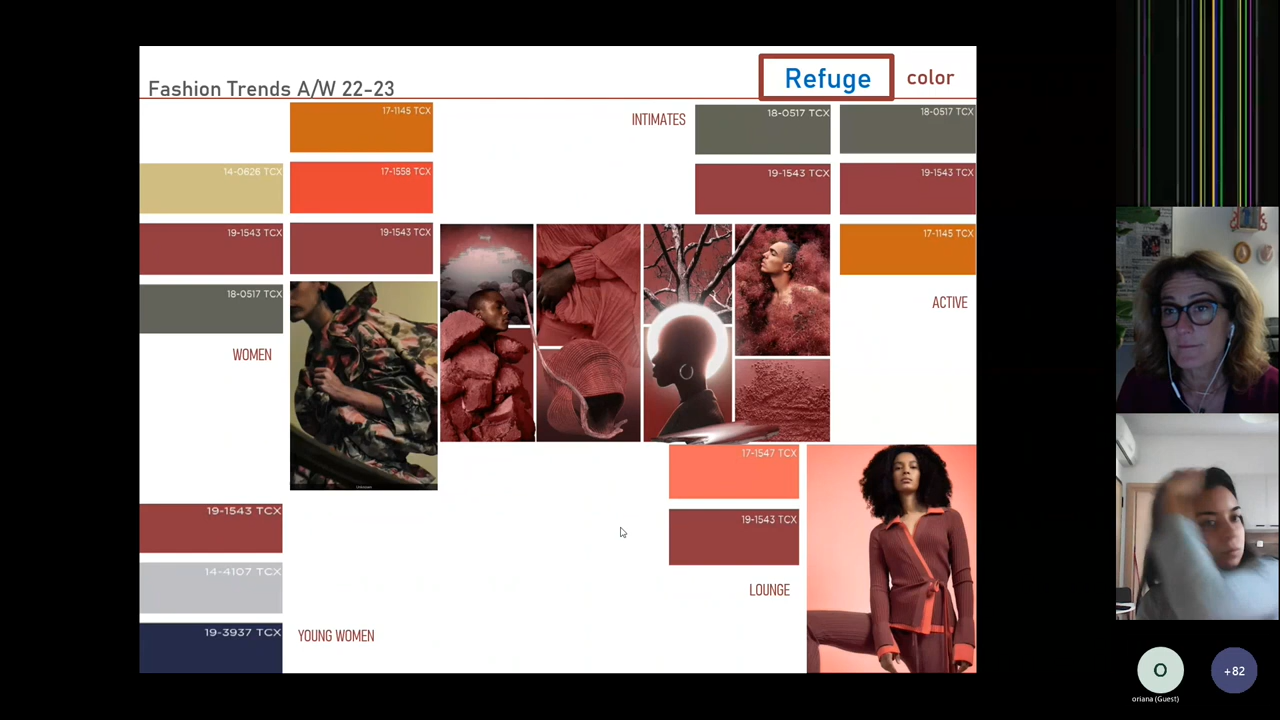 Fashion Trends A/W 22-23
Refuge
color
17-1145 TCX
14-0626 TCX
17-1558 TCX
19-1543 TCX
19-1543 TCX
18-0517 TCX
WOMEN
INTIMATES
18-0517 TCX
18-0517 TCX
19-1543 TCX
19-1543 TCX
17-1145 TCX
ACTIVE
17-1547 TCX
19-1543 TCX
LOUNGE
19-1543 TCX
14-4107 TCX
19-3937 TCX
YOUNG WOMEN
O
+82
oriana (Guest)